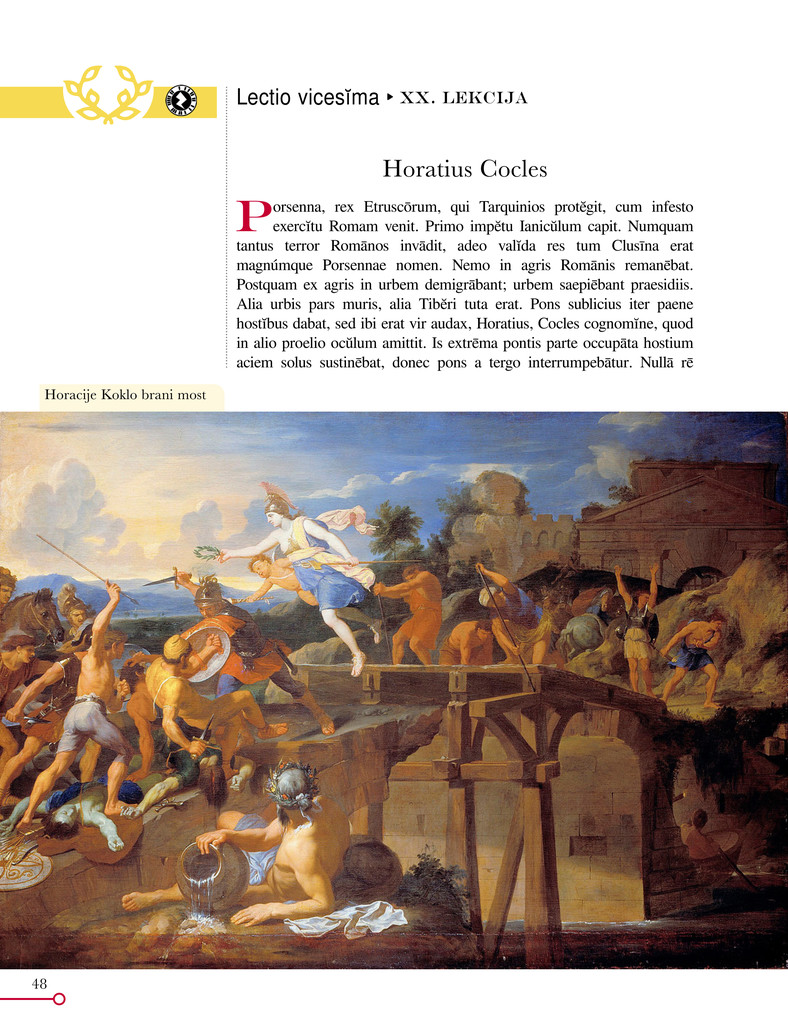 Lectio vicesĭma ▸ XX. LEKCIJA
Horatius Cocles
Porsenna, rex Etruscōrum, qui Tarquinios protĕgit, cum infesto
exercĭtu Romam venit. Primo impĕtu Ianicŭlum capit. Numquam
tantus terror Romānos invādit, adeo valĭda res tum Clusīna erat
magnúmque Porsennae nomen. Nemo in agris Romānis remanēbat.
Postquam ex agris in urbem demigrābant; urbem saepiēbant praesidiis.
Alia urbis pars muris, alia Tibĕri tuta erat. Pons sublicius iter paene
hostĭbus dabat, sed ibi erat vir audax, Horatius, Cocles cognomĭne, quod
in alio proelio ocŭlum amittit. Is extrēma pontis parte occupāta hostium
aciem solus sustinēbat, donec pons a tergo interrumpebātur. Nullā rē
Horacije Koklo brani most
48